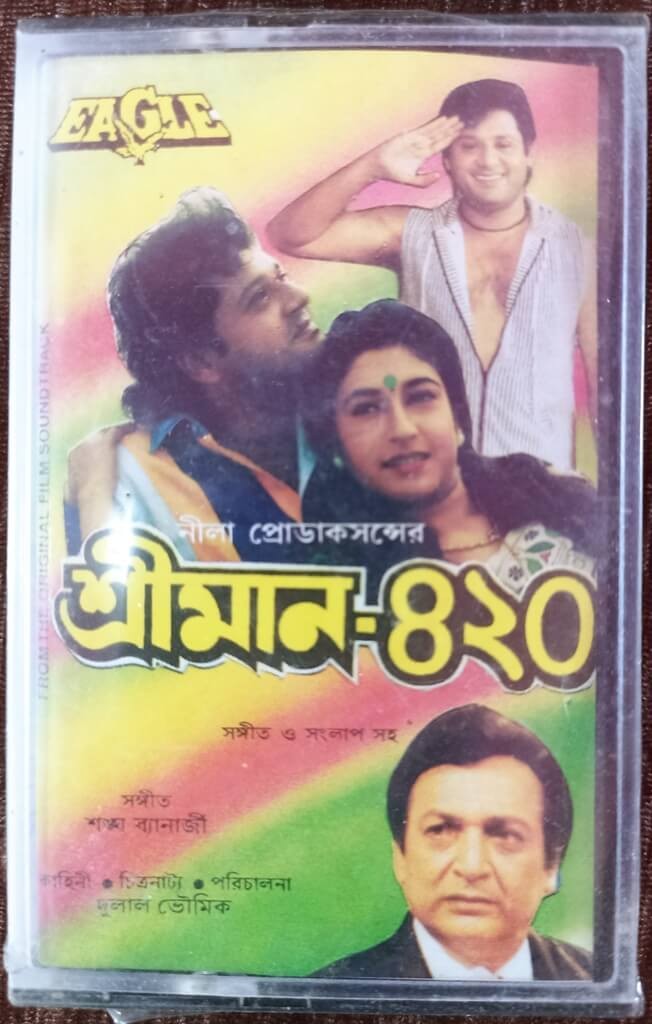 EAGLE
FROM THE ORIGINAL FILM SOUNDTRACK
নীলা প্রোডাকসন্সের
শ্রীমান-৪২০
সঙ্গীত ও সংলাপ সহ
সঙ্গীত
শঙ্খ ব্যানার্জী
কাহিনী • চিত্রনাট্য • পরিচালনা
দুলাল ভৌমিক